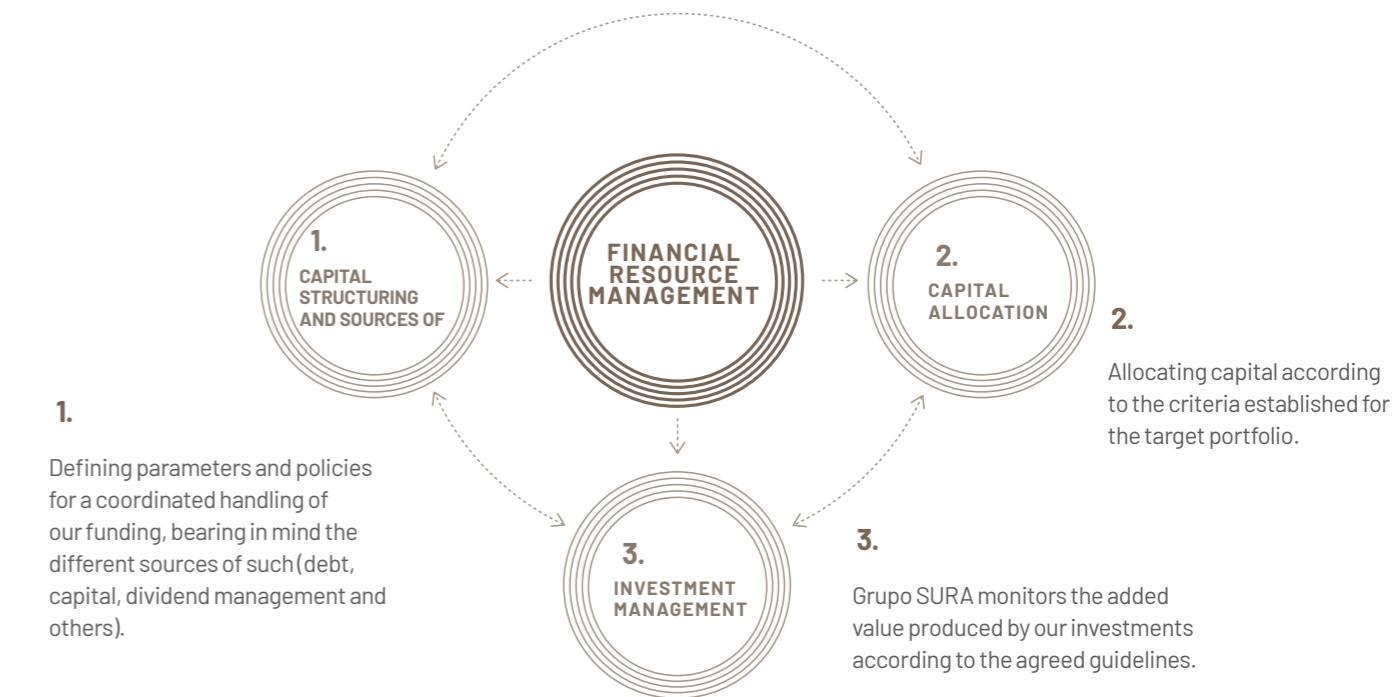 FINANCIAL
RESOURCE
MANAGEMENT
1.
CAPITAL
STRUCTURING
AND SOURCES OF
2.
CAPITAL
ALLOCATION
3.
INVESTMENT
MANAGEMENT
1.
Defining parameters and policies
for a coordinated handling of
our funding, bearing in mind the
different sources of such (debt,
capital, dividend management and
others).
2.
Allocating capital according
to the criteria established for
the target portfolio.
3.
Grupo SURA monitors the added
value produced by our investments
according to the agreed guidelines.